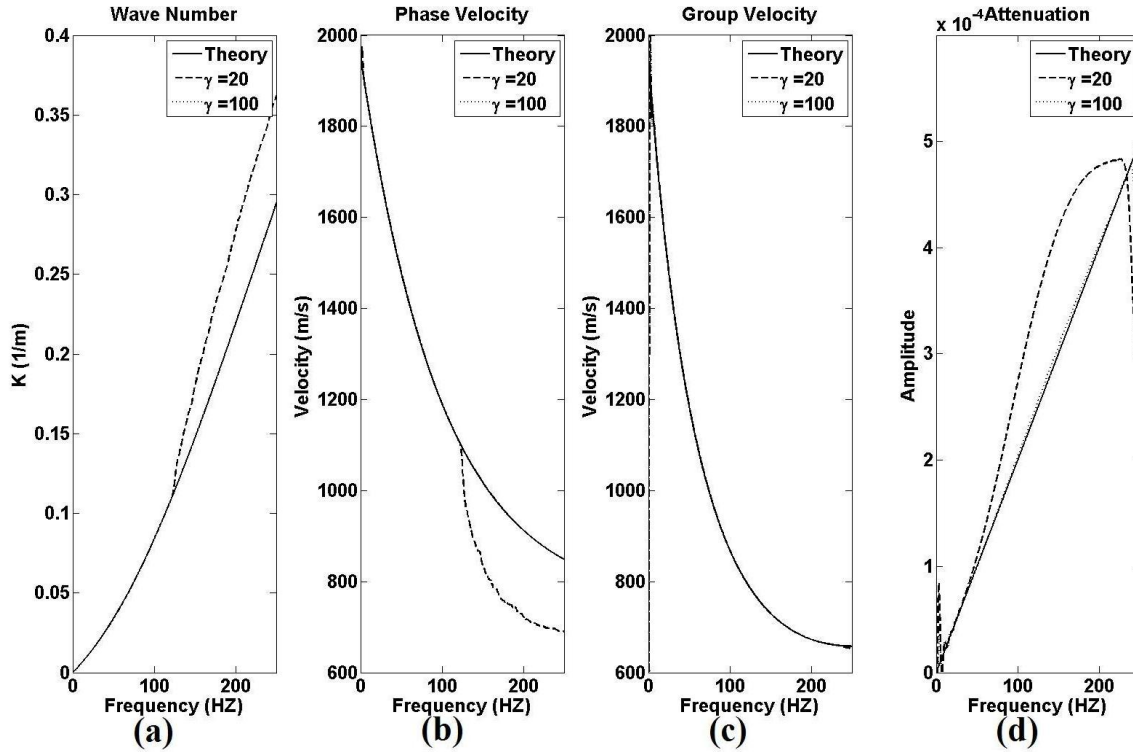 Wave Number
0.4
0.35
0.3
0.25
0.2
0.15
0.1
0.05
0
K (1/m)
Theory
γ =20
γ =100
0 100 200
Frequency (HZ)
(a)
Phase Velocity
2000
1800
1600
1400
1200
1000
800
600
Velocity (m/s)
Theory
γ =20
γ =100
0 100 200
Frequency (HZ)
(b)
Group Velocity
2000
1800
1600
1400
1200
1000
800
600
Velocity (m/s)
Theory
γ =20
γ =100
0 100 200
Frequency (HZ)
(c)
x 10⁻⁴Attenuation
5
4
3
2
1
0
Amplitude
Theory
γ =20
γ =100
0 100 200
Frequency (HZ)
(d)